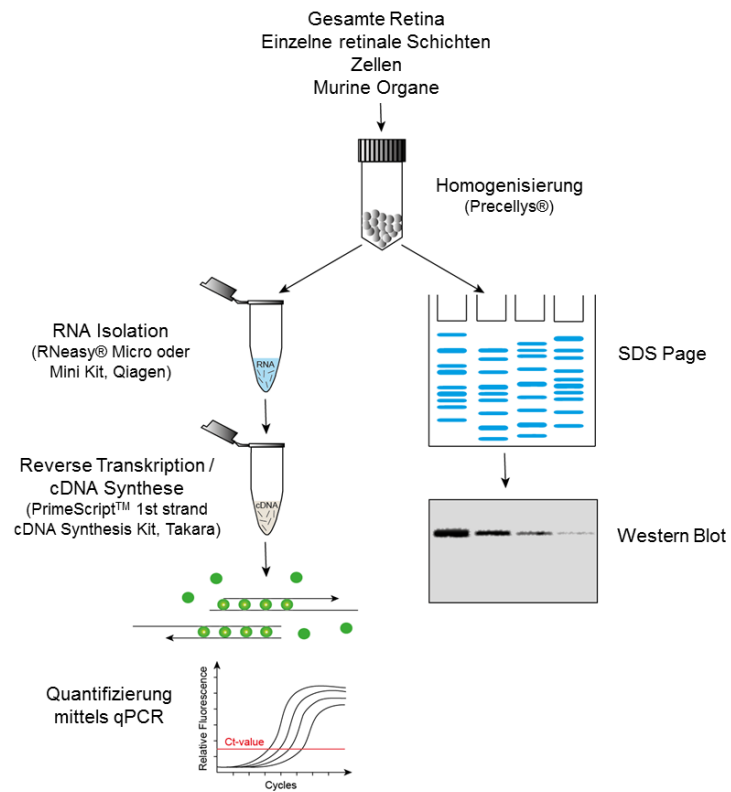 Gesamte Retina
Einzelne retinale Schichten
Zellen
Murine Organe
Homogenisierung
(Precellys®)
RNA Isolation
(RNeasy® Micro oder
Mini Kit, Qiagen)
RNA
SDS Page
Reverse Transkription /
cDNA Synthese
(PrimeScript™ 1st strand
cDNA Synthesis Kit, Takara)
cDNA
Western Blot
Quantifizierung
mittels qPCR
Relative Fluorescence
Ct-value
Cycles